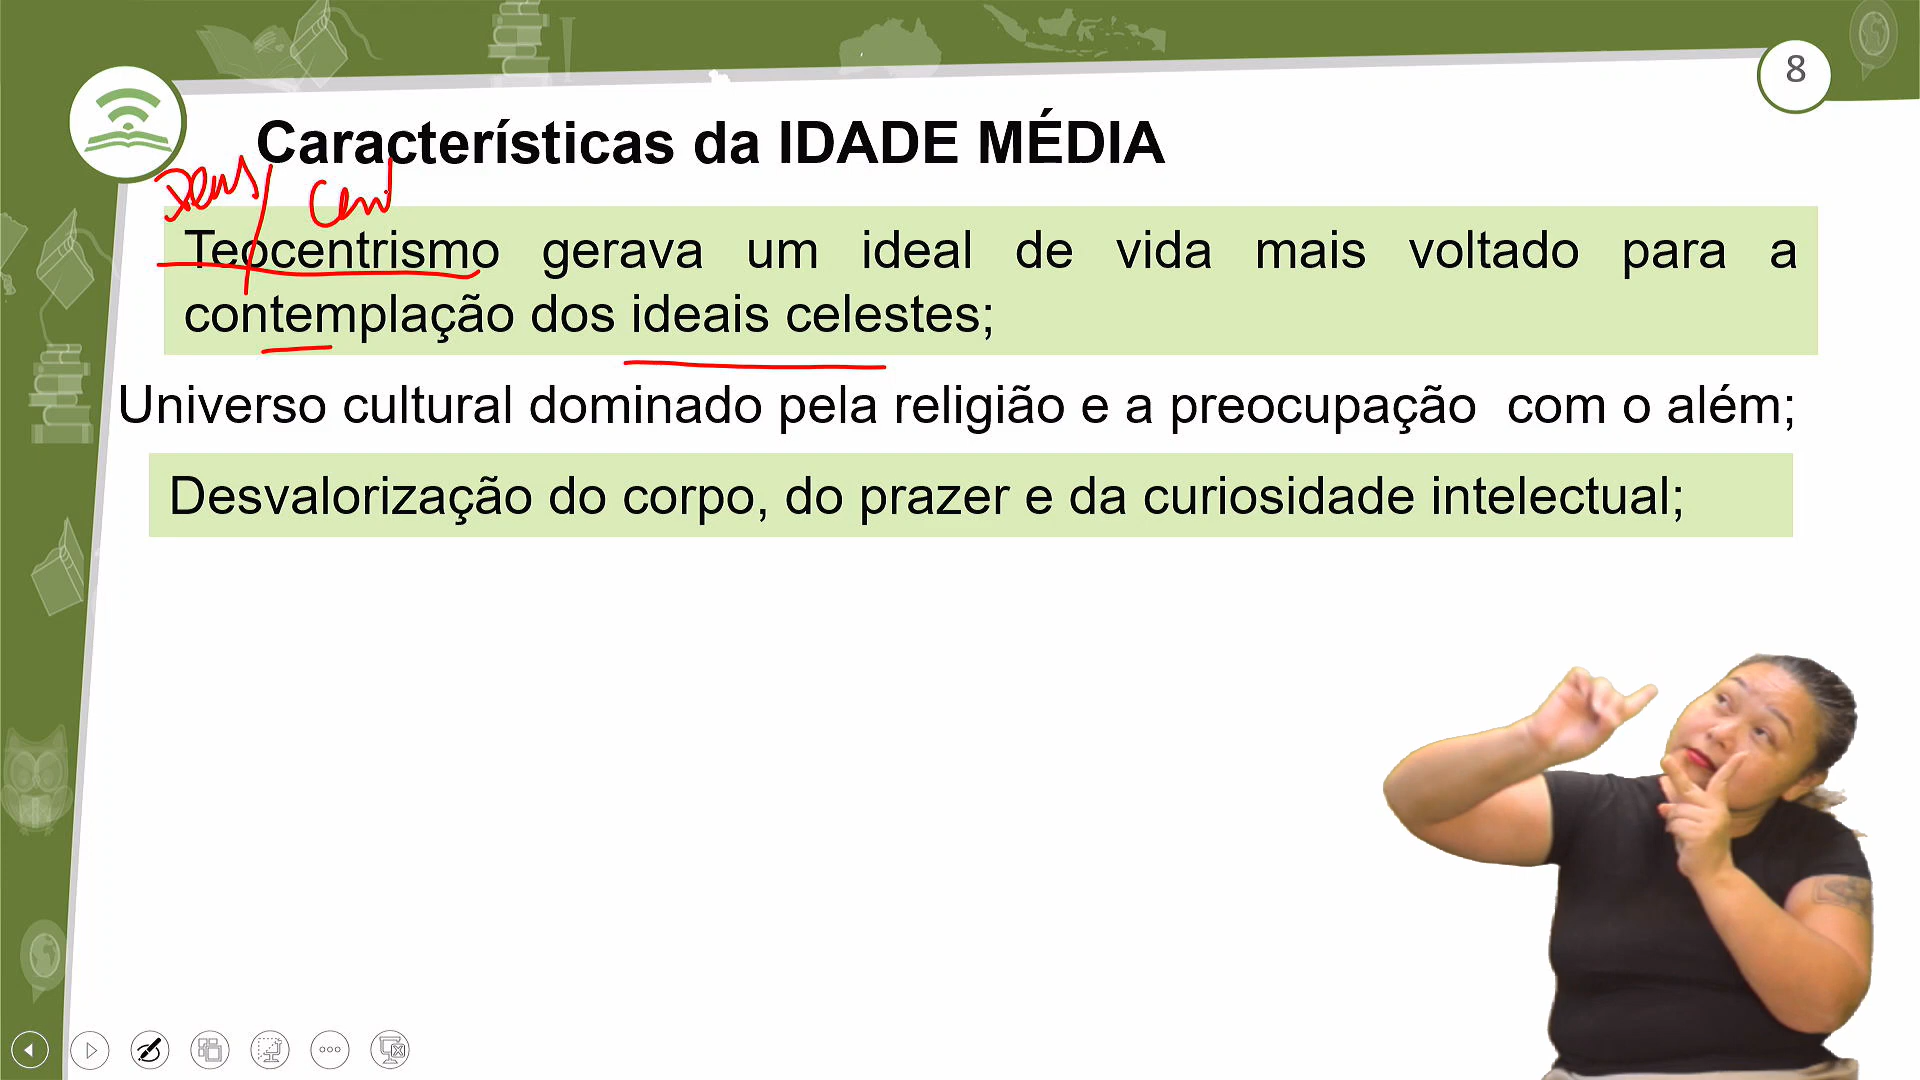 8
Características da IDADE MÉDIA
Deus
Teocentrismo gerava um ideal de vida mais voltado para a
contemplação dos ideais celestes;
Universo cultural dominado pela religião e a preocupação com o além;
Desvalorização do corpo, do prazer e da curiosidade intelectual;